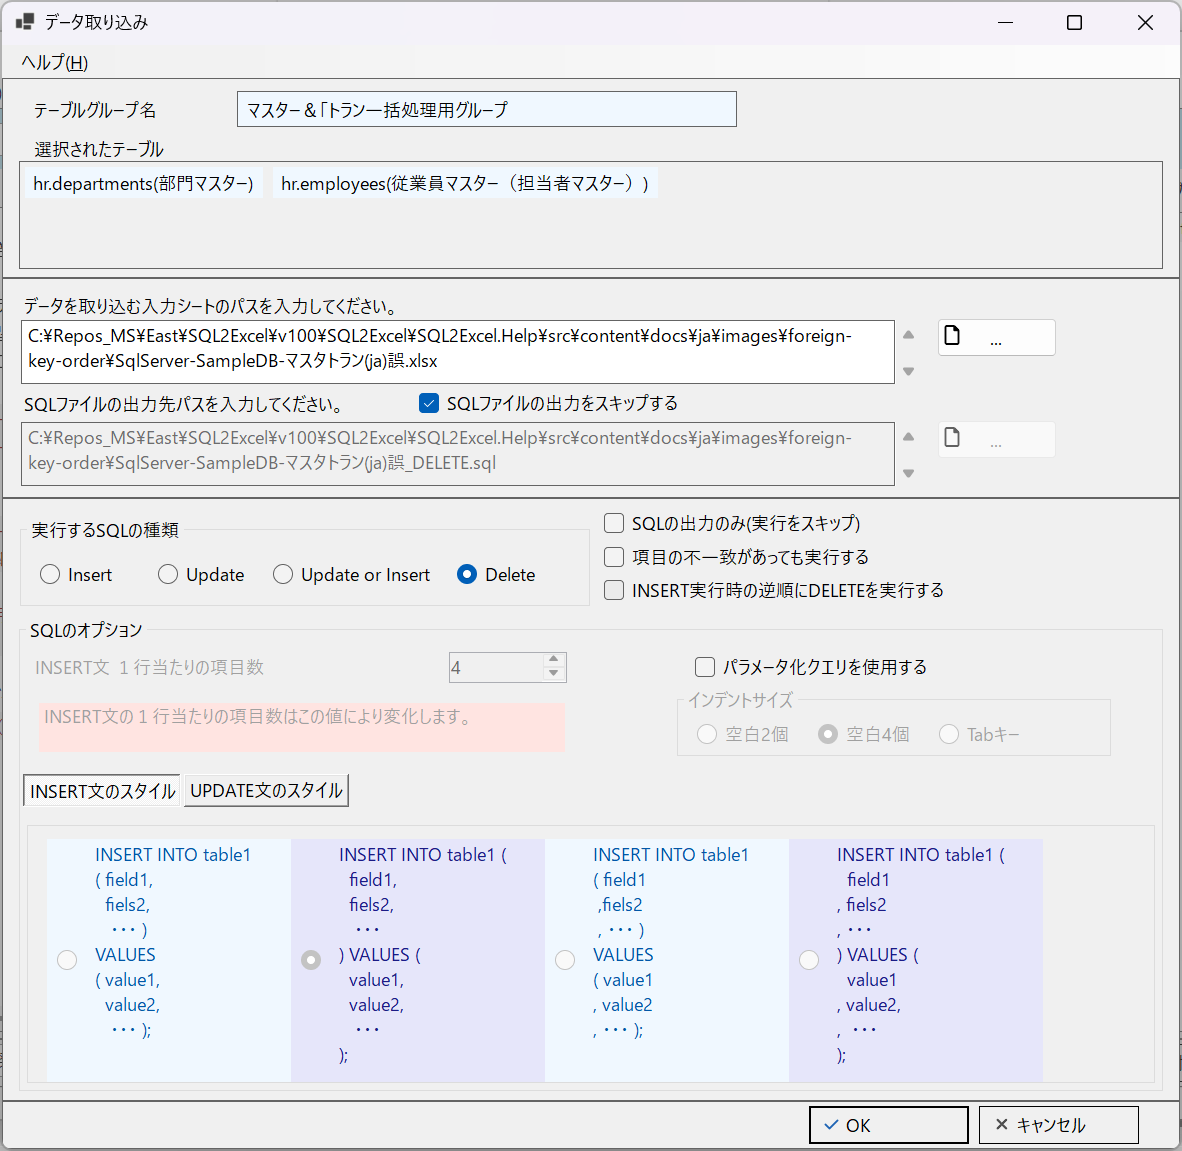 データ取り込み
ヘルプ(H)
テーブルグループ名
マスター＆「トラン一括処理用グループ
選択されたテーブル
hr.departments(部門マスター)
hr.employees(従業員マスター（担当者マスター）)
データを取り込む入力シートのパスを入力してください。
C:¥Repos_MS¥East¥SQL2Excel¥v100¥SQL2Excel¥SQL2Excel.Help¥src¥content¥docs¥ja¥images¥foreign-
key-order¥SqlServer-SampleDB-マスタトラン(ja)誤.xlsx
...
SQLファイルの出力先パスを入力してください。
SQLファイルの出力をスキップする
C:¥Repos_MS¥East¥SQL2Excel¥v100¥SQL2Excel¥SQL2Excel.Help¥src¥content¥docs¥ja¥images¥foreign-
key-order¥SqlServer-SampleDB-マスタトラン(ja)誤_DELETE.sql
...
実行するSQLの種類
Insert
Update
Update or Insert
Delete
SQLの出力のみ(実行をスキップ)
項目の不一致があっても実行する
INSERT実行時の逆順にDELETEを実行する
SQLのオプション
INSERT文 １行当たりの項目数
4
INSERT文の１行当たりの項目数はこの値により変化します。
パラメータ化クエリを使用する
インデントサイズ
空白2個
空白4個
Tabキー
INSERT文のスタイル
UPDATE文のスタイル
INSERT INTO table1
( field1,
fiels2,
･･･ )
VALUES
( value1,
value2,
･･･ );
INSERT INTO table1 (
field1,
fiels2,
･･･
) VALUES (
value1,
value2,
･･･
);
INSERT INTO table1
( field1
,fiels2
, ･･･ )
VALUES
( value1
, value2
, ･･･ );
INSERT INTO table1 (
field1
, fiels2
, ･･･
) VALUES (
value1
, value2,
, ･･･
);
OK
キャンセル